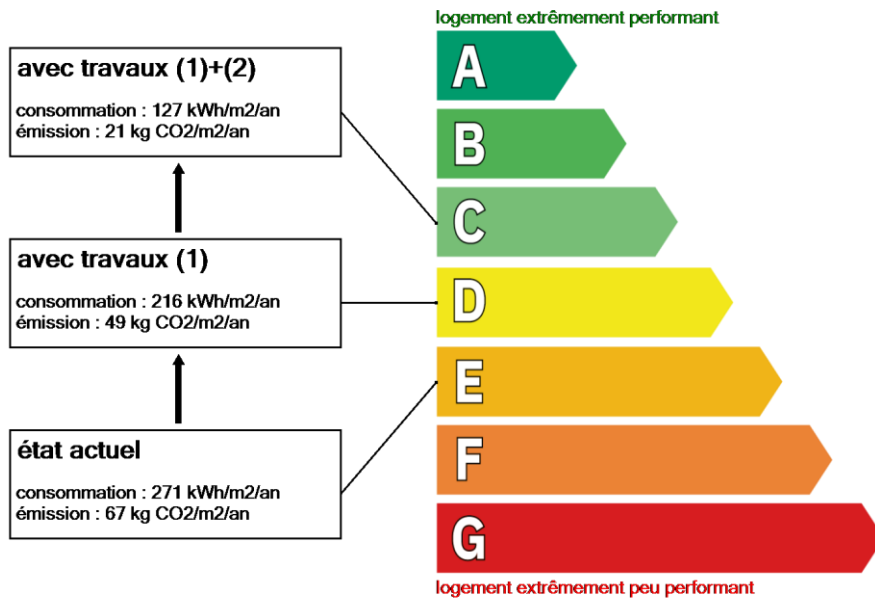 logement extrêmement performant
avec travaux (1)+(2)
consommation : 127 kWh/m2/an
émission : 21 kg CO2/m2/an
avec travaux (1)
consommation : 216 kWh/m2/an
émission : 49 kg CO2/m2/an
état actuel
consommation : 271 kWh/m2/an
émission : 67 kg CO2/m2/an
A
B
C
D
E
F
G
logement extrêmement peu performant